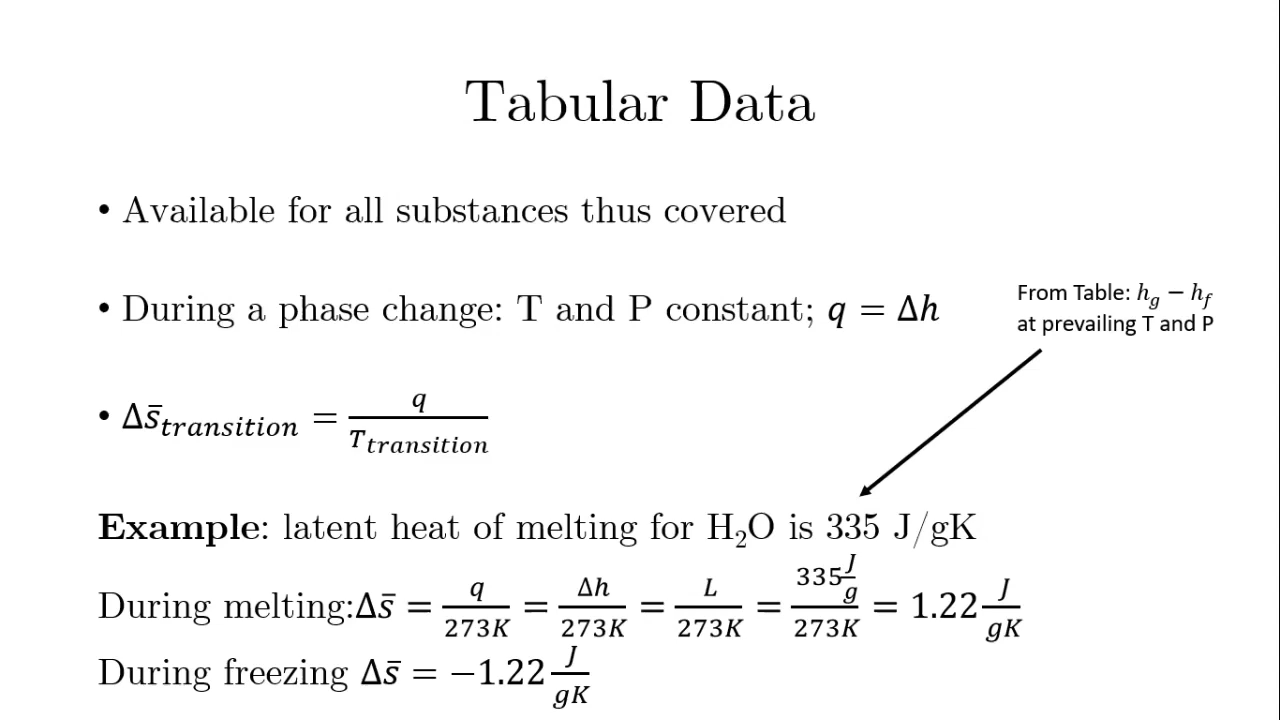 Tabular Data
• Available for all substances thus covered
• During a phase change: T and P constant; q = Δh
From Table: h_g − h_f
at prevailing T and P
• Δs̄_transition = q / T_transition
Example: latent heat of melting for H₂O is 335 J/gK
During melting:Δs̄ = q/273K = Δh/273K = L/273K = 335 J/g / 273K = 1.22 J/gK
During freezing Δs̄ = −1.22 J/gK